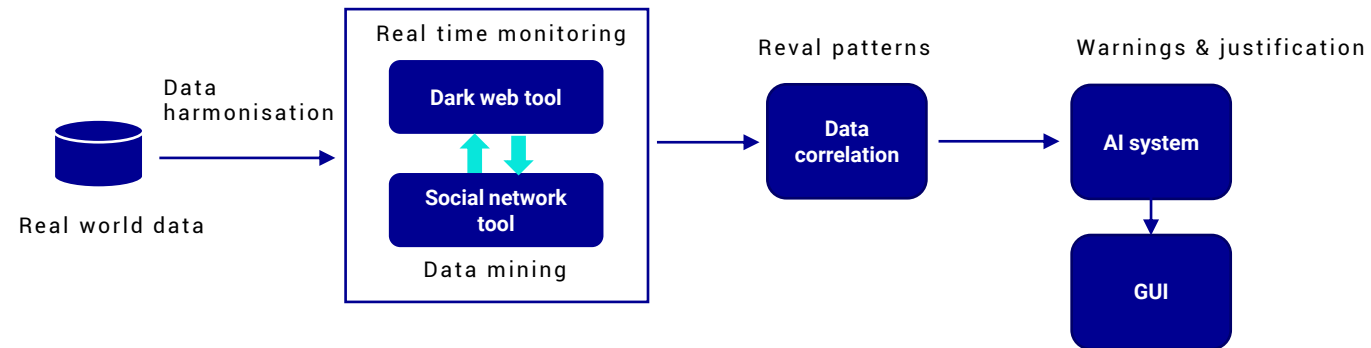 Real world data
Data
harmonisation
Real time monitoring
Dark web tool
Social network
tool
Data mining
Reval patterns
Data
correlation
Warnings & justification
AI system
GUI